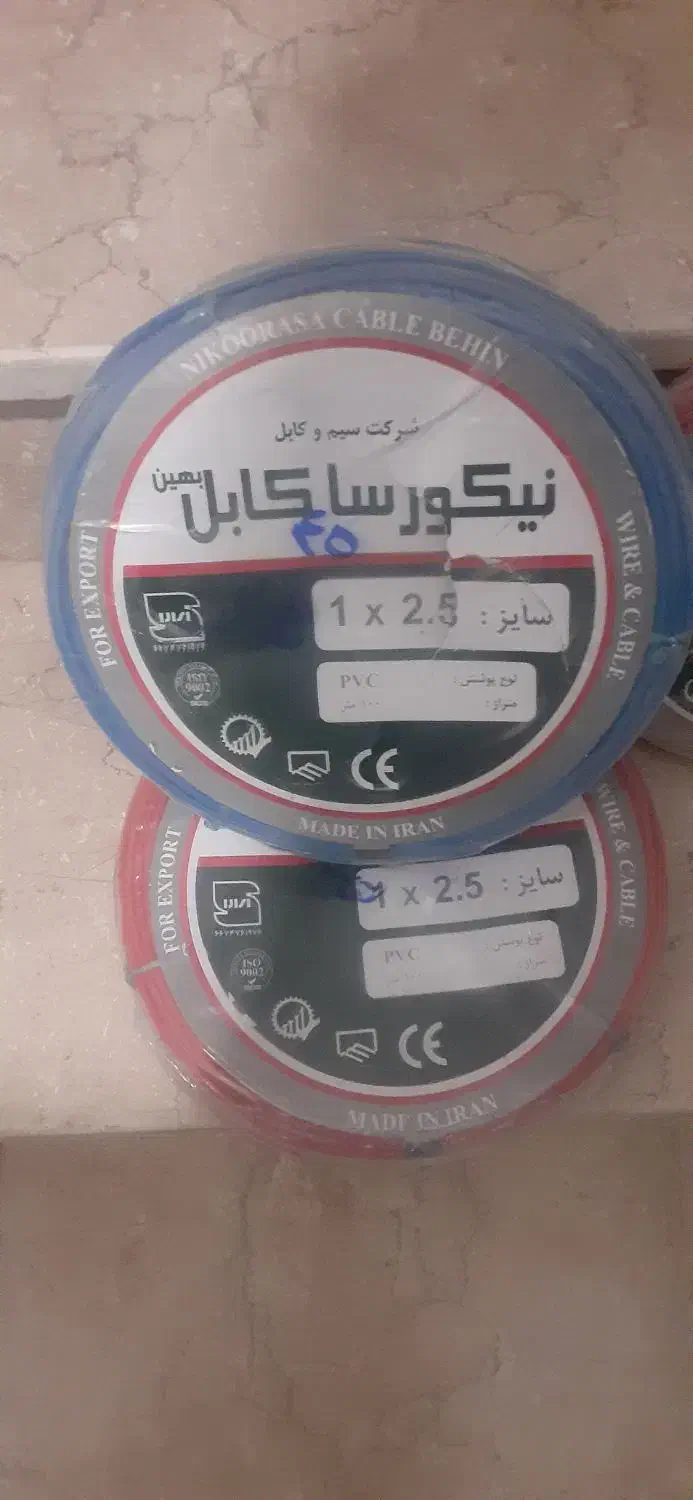 NIKOORASA CABLE BEHIN
شرکت سیم و کابل
نیکورسا کابل بهین
FOR EXPORT
WIRE & CABLE
سایز : 1 x 2.5
نوع پوشش : PVC
متراژ : ۱۰۰ متر
ISO
9002
CE
MADE IN IRAN
FOR EXPORT
WIRE & CABLE
سایز : 1 x 2.5
نوع پوشش PVC
متراژ :
ISO
9002
CE
MADE IN IRAN